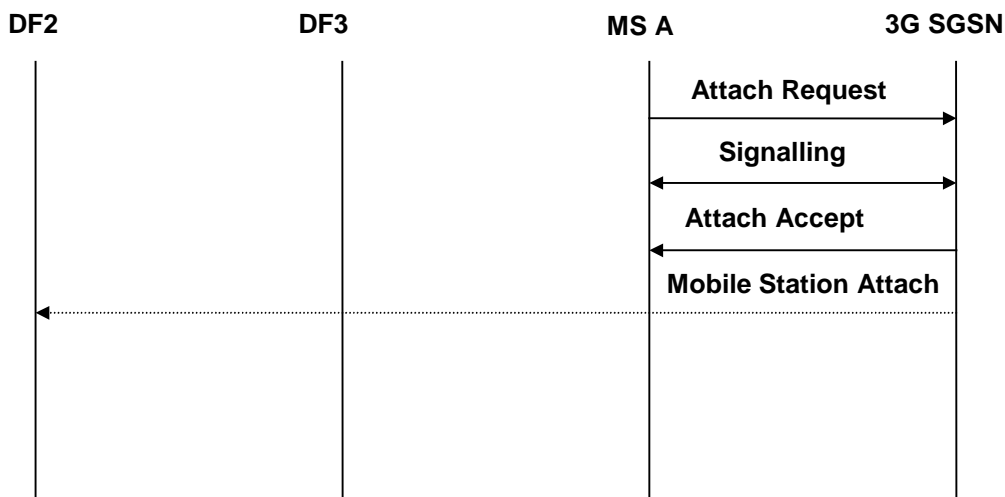 DF2
DF3
MS A
3G SGSN
Attach Request
Signalling
Attach Accept
Mobile Station Attach